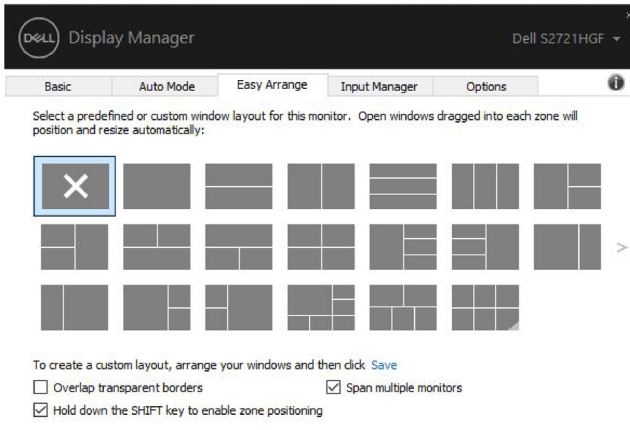 DELL Display Manager
Dell S2721HGF
Basic Auto Mode Easy Arrange Input Manager Options
Select a predefined or custom window layout for this monitor. Open windows dragged into each zone will
position and resize automatically:
To create a custom layout, arrange your windows and then click Save
Overlap transparent borders
Span multiple monitors
Hold down the SHIFT key to enable zone positioning